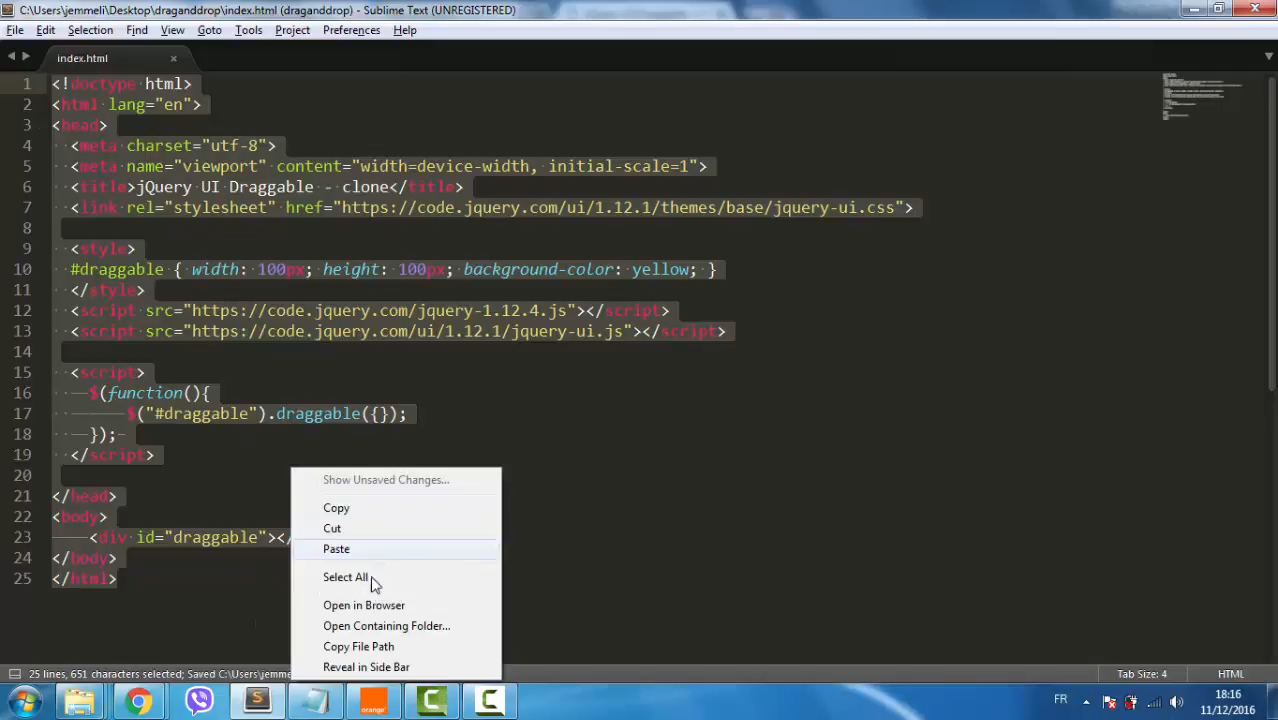 C:\Users\jemmeli\Desktop\draganddrop\index.html (draganddrop) - Sublime Text (UNREGISTERED)
File Edit Selection Find View Goto Tools Project Preferences Help
index.html ×
1 <!doctype html>
2 <html lang="en">
3 <head>
4 <meta charset="utf-8">
5 <meta name="viewport" content="width=device-width, initial-scale=1">
6 <title>jQuery UI Draggable - clone</title>
7 <link rel="stylesheet" href="https://code.jquery.com/ui/1.12.1/themes/base/jquery-ui.css">
8
9 <style>
10 #draggable { width: 100px; height: 100px; background-color: yellow; }
11 </style>
12 <script src="https://code.jquery.com/jquery-1.12.4.js"></script>
13 <script src="https://code.jquery.com/ui/1.12.1/jquery-ui.js"></script>
14
15 <script>
16 $(function(){
17 $("#draggable").draggable({});
18 });
19 </script>
20
21 </head>
22 <body>
23 <div id="draggable"></
24 </body>
25 </html>
Show Unsaved Changes...
Copy
Cut
Paste
Select All
Open in Browser
Open Containing Folder...
Copy File Path
Reveal in Side Bar
25 lines, 651 characters selected; Saved C:\Users\jemme
Tab Size: 4 HTML
orange
FR 18:16
11/12/2016